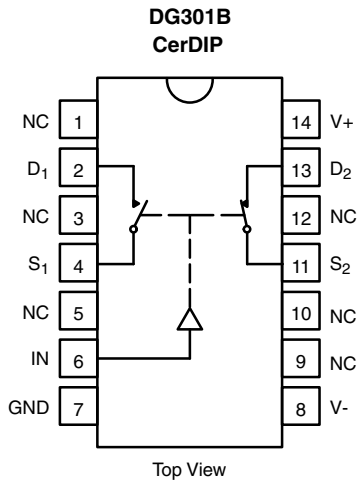 DG301B
CerDIP
NC 1 14 V+
D1 2 13 D2
NC 3 12 NC
S1 4 11 S2
NC 5 10 NC
IN 6 9 NC
GND 7 8 V-
Top View